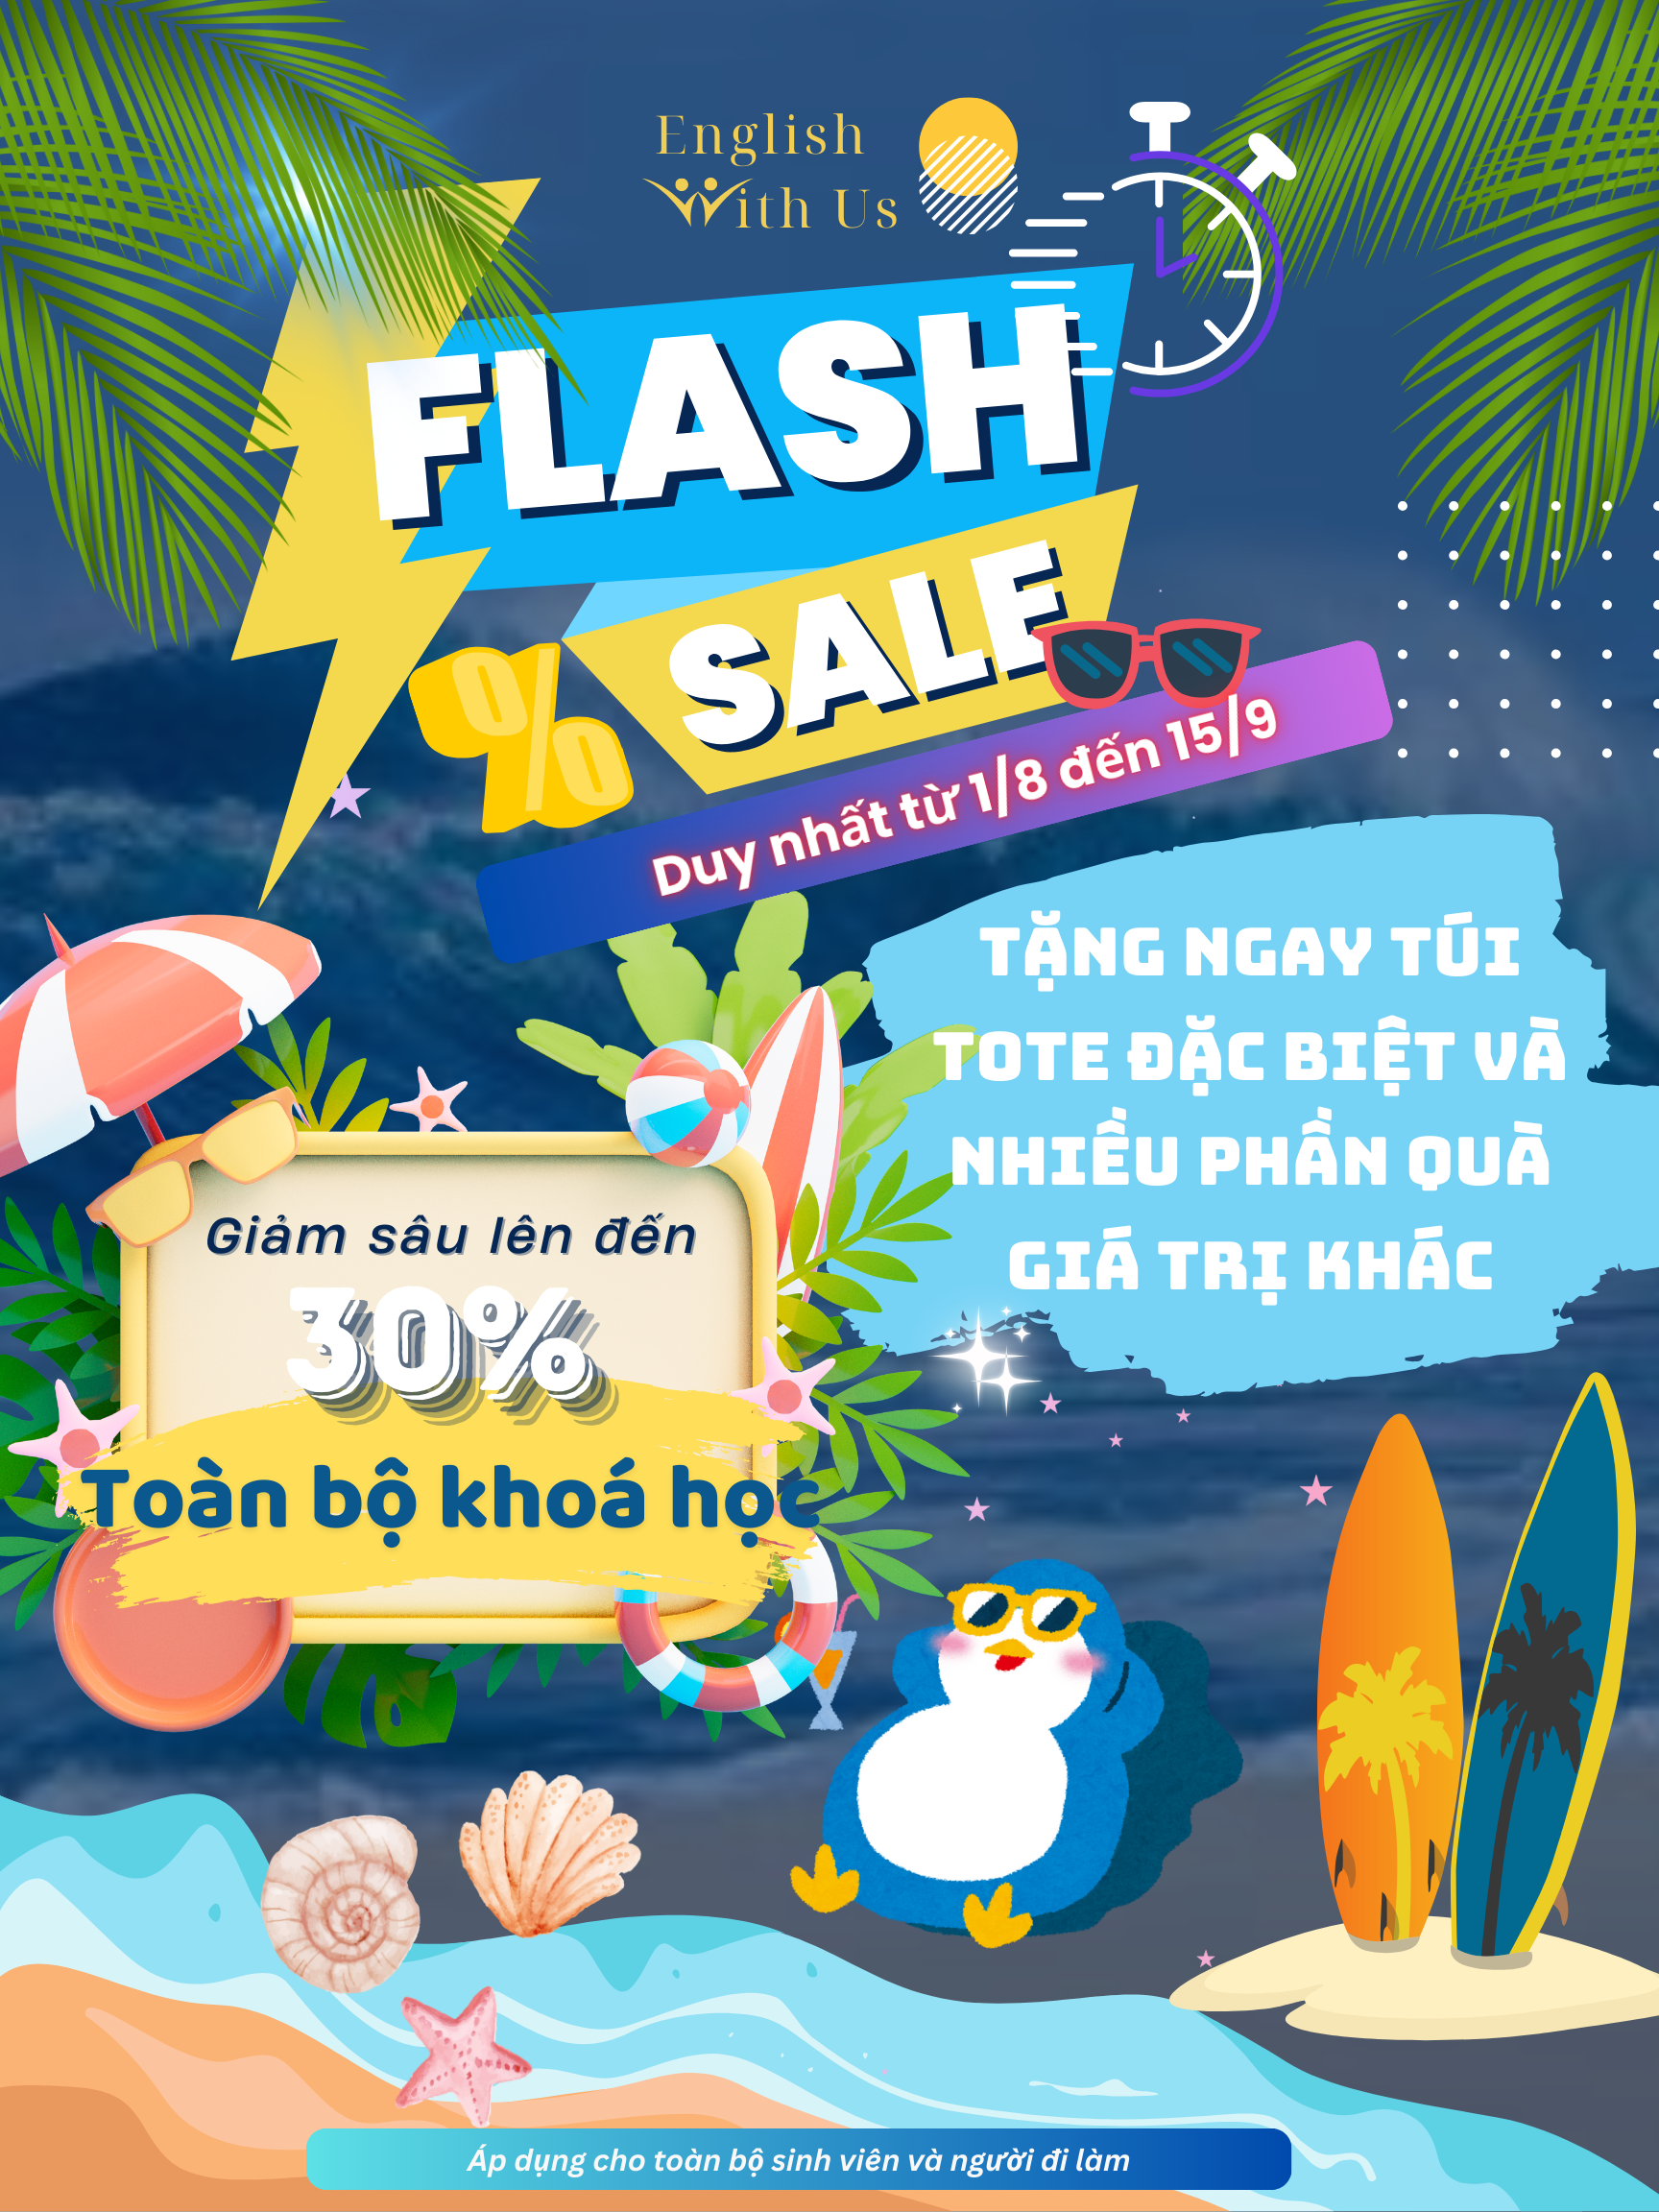 English
With Us
FLASH
SALE
%
Duy nhất từ 1/8 đến 15/9
TẶNG NGAY TÚI
TOTE ĐẶC BIỆT VÀ
NHIỀU PHẦN QUÀ
GIÁ TRỊ KHÁC
Giảm sâu lên đến
30%
Toàn bộ khoá học
Áp dụng cho toàn bộ sinh viên và người đi làm